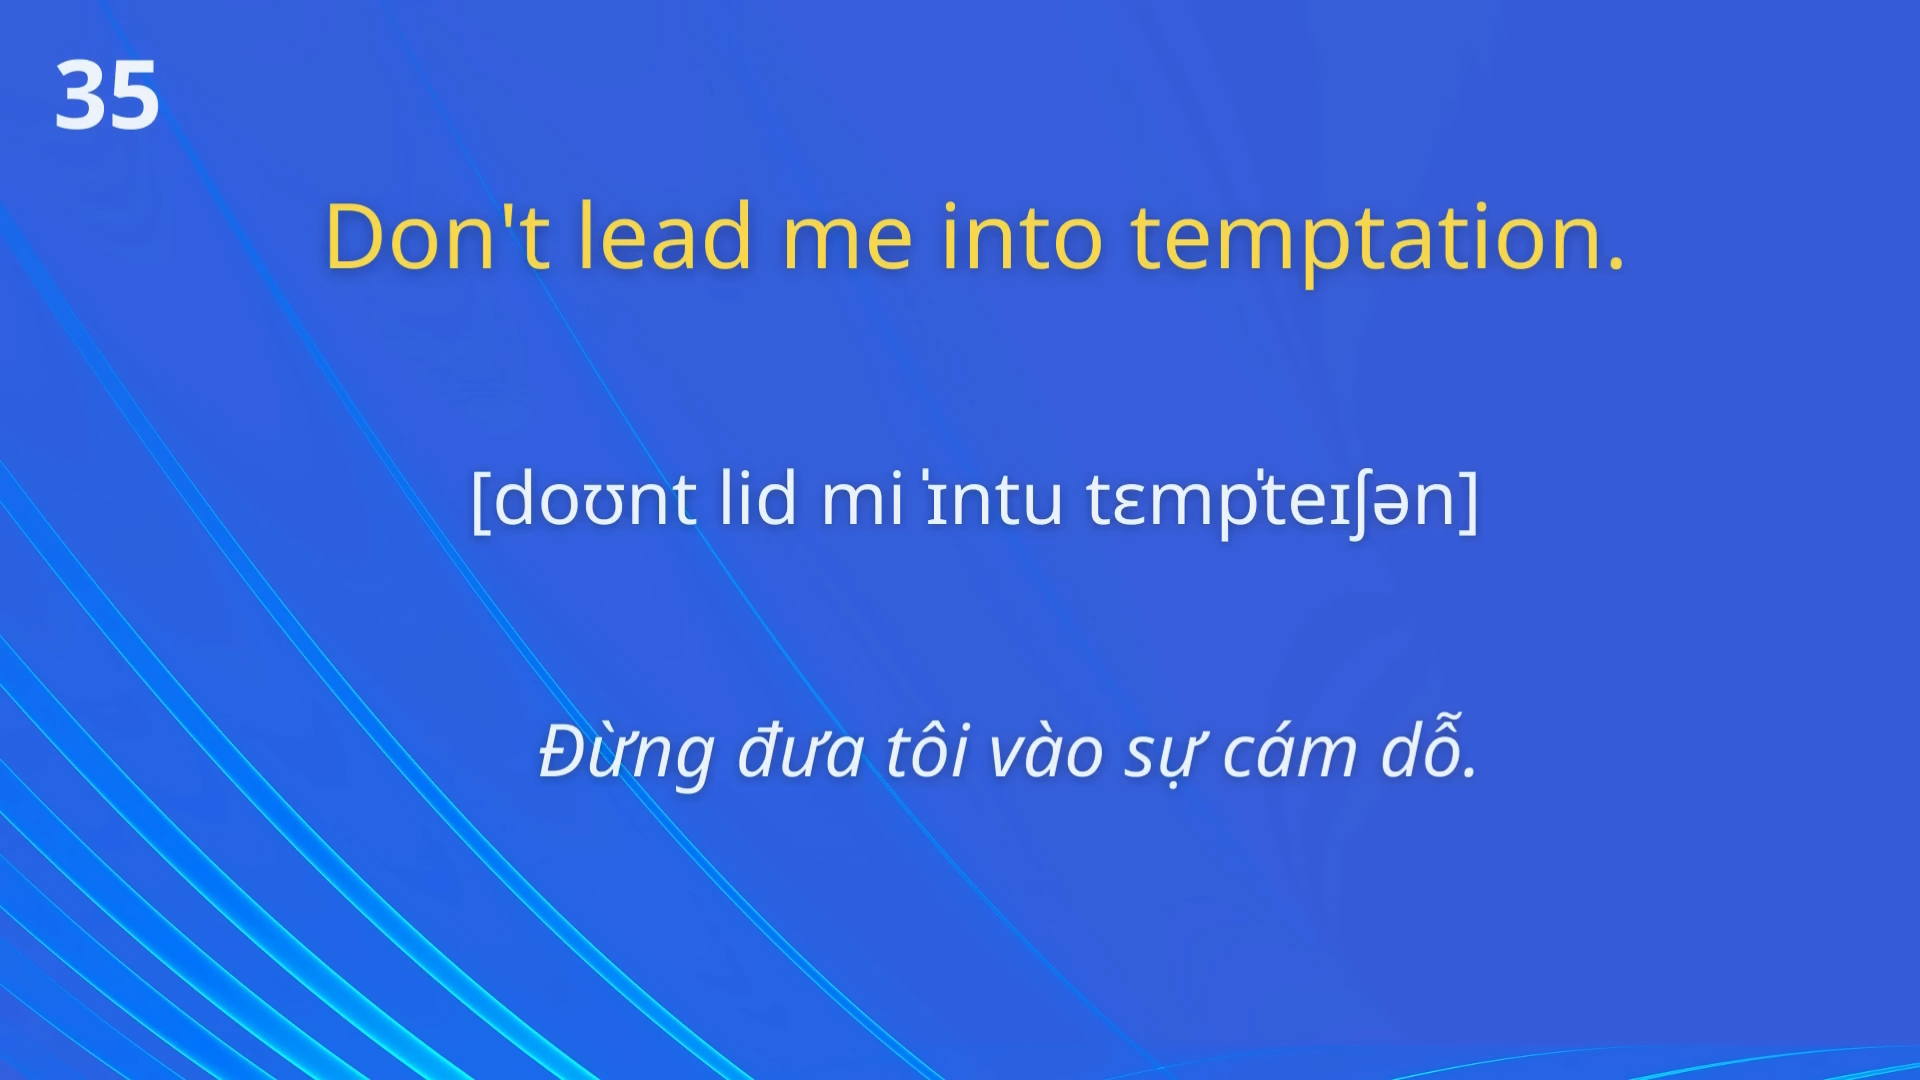 35
Don't lead me into temptation.
[doʊnt lid mi ˈɪntu tɛmpˈteɪʃən]
Đừng đưa tôi vào sự cám dỗ.